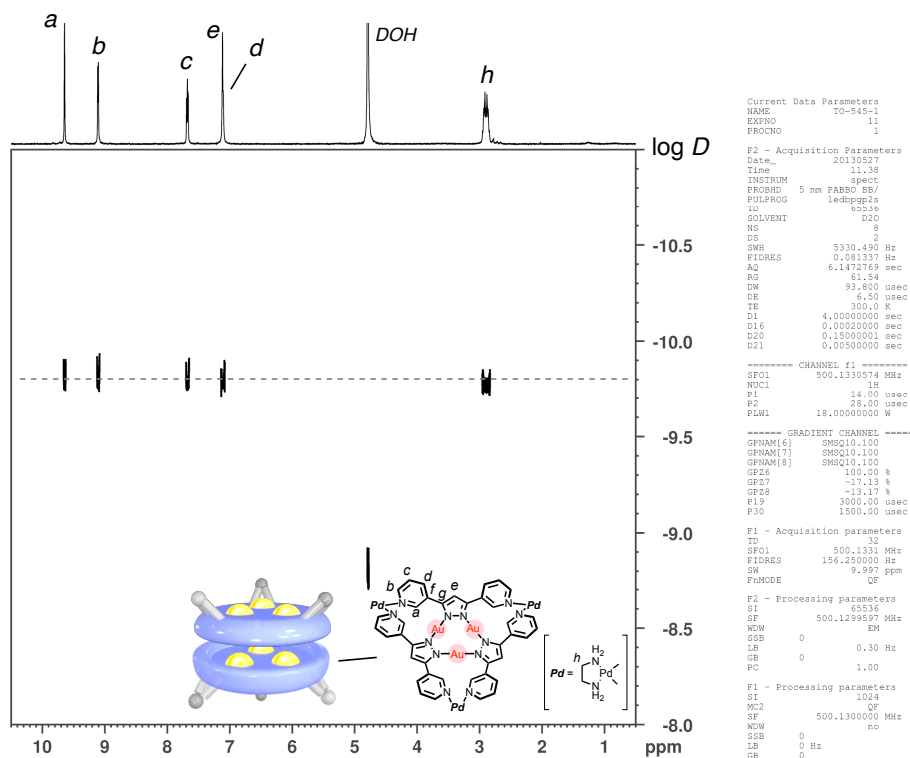 a
b
c
e
d
DOH
h
log D
-10.5
-10.0
-9.5
-9.0
-8.5
-8.0
10 9 8 7 6 5 4 3 2 1 ppm
c
b d
f e
g
a
Pd N N N N Pd
N Au Au N
N N Au N N
N Pd N
h
Pd =
NH2
Pd
N
H2
Current Data Parameters
NAME TO-545-1
EXPNO 11
PROCNO 1
F2 - Acquisition Parameters
Date_ 20130527
Time 11.38
INSTRUM spect
PROBHD 5 mm PABBO BB/
PULPROG ledbpgp2s
TD 65536
SOLVENT D2O
NS 8
DS 2
SWH 5330.490 Hz
FIDRES 0.081337 Hz
AQ 6.1472769 sec
RG 61.54
DW 93.800 usec
DE 6.50 usec
TE 300.0 K
D1 4.00000000 sec
D16 0.00020000 sec
D20 0.15000001 sec
D21 0.00500000 sec
======== CHANNEL f1 ========
SFO1 500.1330574 MHz
NUC1 1H
P1 14.00 usec
P2 28.00 usec
PLW1 18.00000000 W
====== GRADIENT CHANNEL =====
GPNAM[6] SMSQ10.100
GPNAM[7] SMSQ10.100
GPNAM[8] SMSQ10.100
GPZ6 100.00 %
GPZ7 -17.13 %
GPZ8 -13.17 %
P19 3000.00 usec
P30 1500.00 usec
F1 - Acquisition parameters
TD 32
SFO1 500.1331 MHz
FIDRES 156.250000 Hz
SW 9.997 ppm
FnMODE QF
F2 - Processing parameters
SI 65536
SF 500.1299597 MHz
WDW EM
SSB 0
LB 0.30 Hz
GB 0
PC 1.00
F1 - Processing parameters
SI 1024
MC2 QF
SF 500.1300000 MHz
WDW no
SSB 0
LB 0 Hz
GB 0